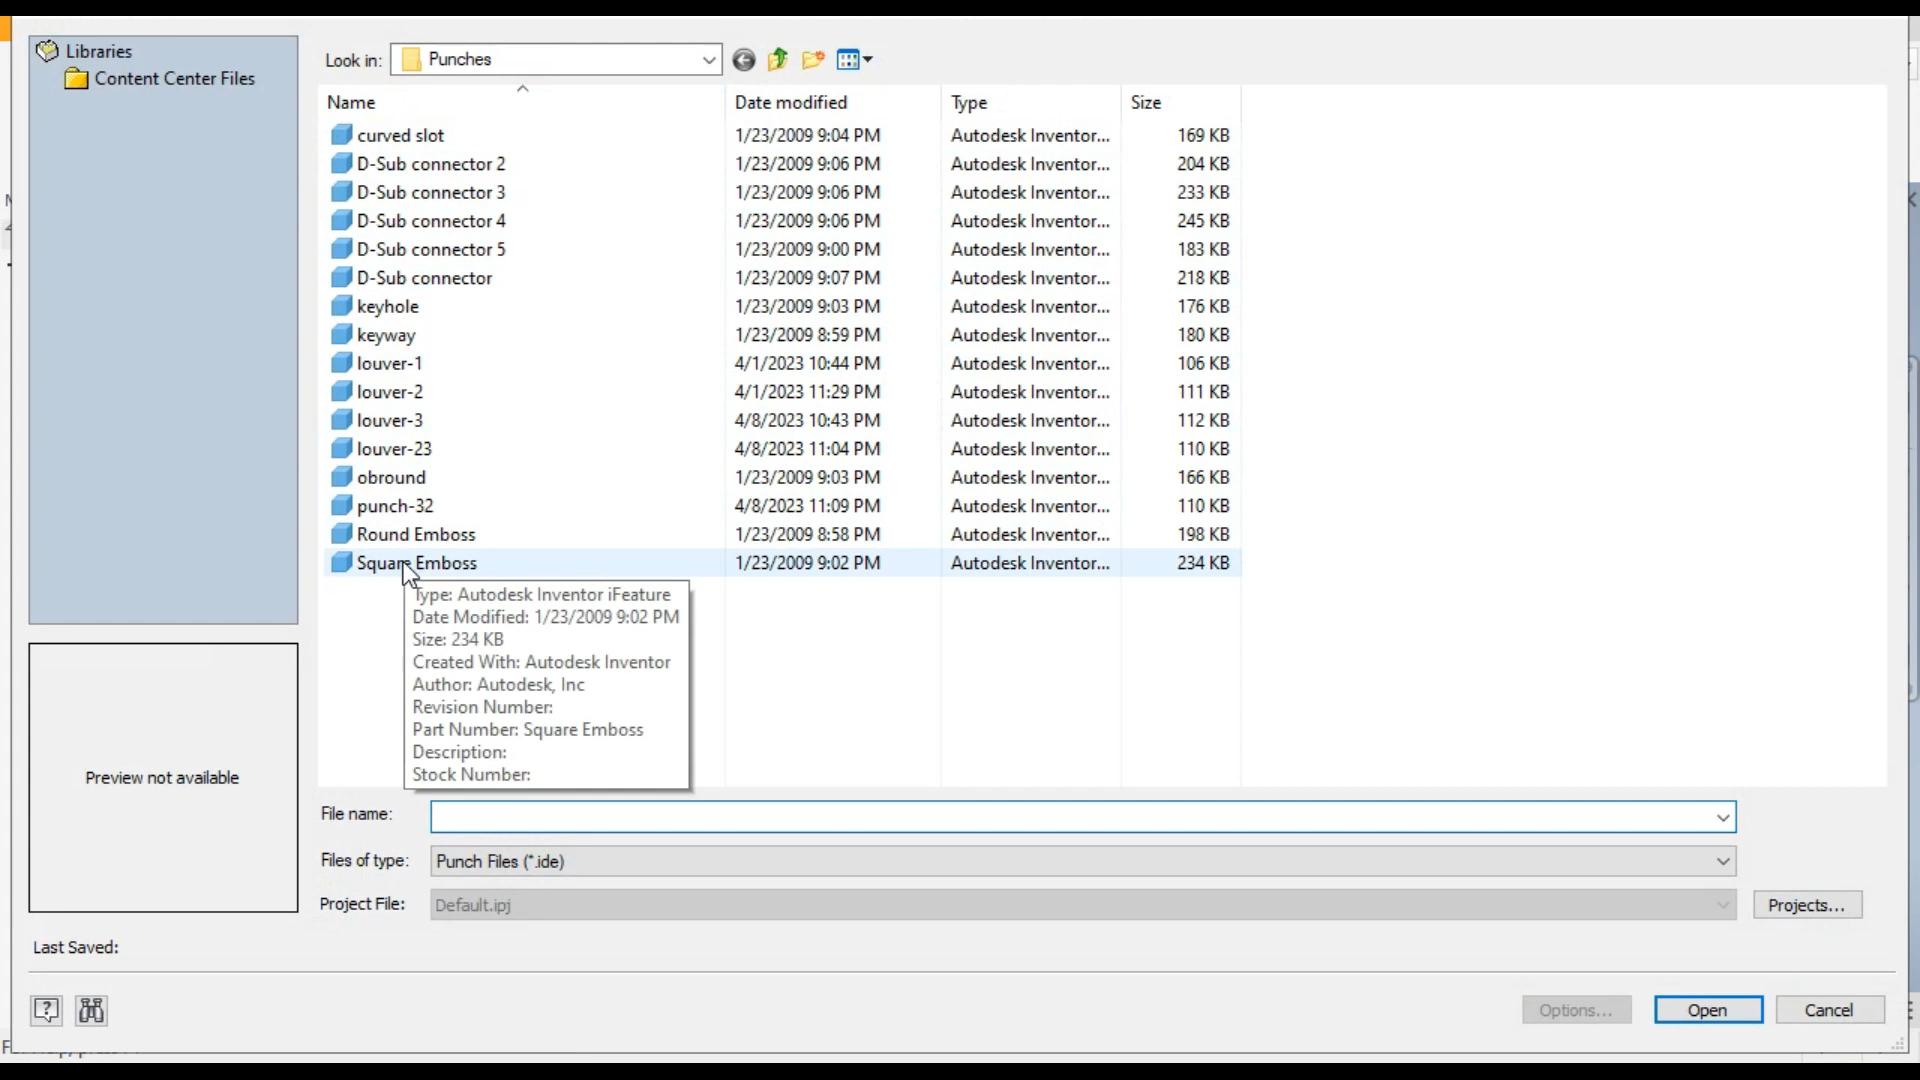 Libraries
Content Center Files
Look in: Punches
Name Date modified Type Size
curved slot 1/23/2009 9:04 PM Autodesk Inventor... 169 KB
D-Sub connector 2 1/23/2009 9:06 PM Autodesk Inventor... 204 KB
D-Sub connector 3 1/23/2009 9:06 PM Autodesk Inventor... 233 KB
D-Sub connector 4 1/23/2009 9:06 PM Autodesk Inventor... 245 KB
D-Sub connector 5 1/23/2009 9:00 PM Autodesk Inventor... 183 KB
D-Sub connector 1/23/2009 9:07 PM Autodesk Inventor... 218 KB
keyhole 1/23/2009 9:03 PM Autodesk Inventor... 176 KB
keyway 1/23/2009 8:59 PM Autodesk Inventor... 180 KB
louver-1 4/1/2023 10:44 PM Autodesk Inventor... 106 KB
louver-2 4/1/2023 11:29 PM Autodesk Inventor... 111 KB
louver-3 4/8/2023 10:43 PM Autodesk Inventor... 112 KB
louver-23 4/8/2023 11:04 PM Autodesk Inventor... 110 KB
obround 1/23/2009 9:03 PM Autodesk Inventor... 166 KB
punch-32 4/8/2023 11:09 PM Autodesk Inventor... 110 KB
Round Emboss 1/23/2009 8:58 PM Autodesk Inventor... 198 KB
Square Emboss 1/23/2009 9:02 PM Autodesk Inventor... 234 KB
Type: Autodesk Inventor iFeature
Date Modified: 1/23/2009 9:02 PM
Size: 234 KB
Created With: Autodesk Inventor
Author: Autodesk, Inc
Revision Number:
Part Number: Square Emboss
Description:
Stock Number:
Preview not available
File name:
Files of type: Punch Files (*.ide)
Project File: Default.ipj
Projects...
Last Saved:
Options... Open Cancel